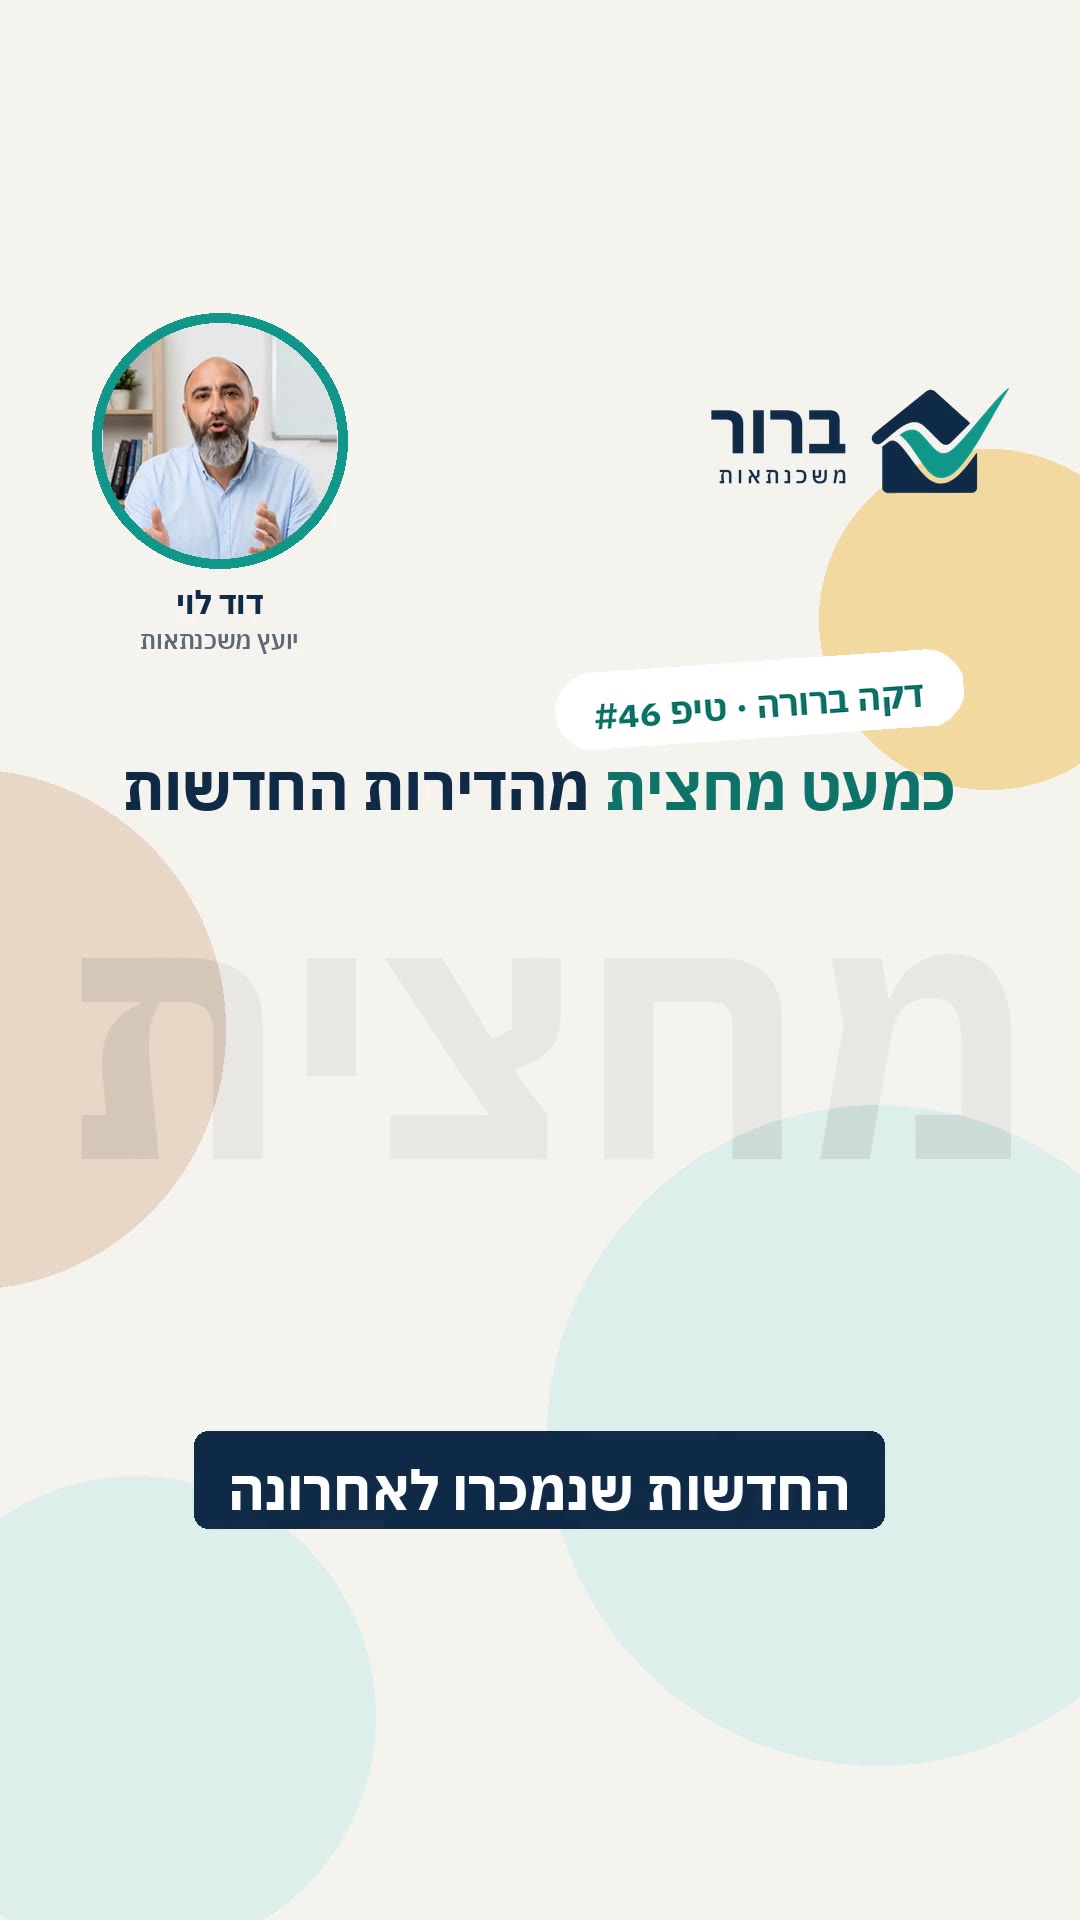 ברור
משכנתאות
דוד לוי
יועץ משכנתאות
דקה ברורה · טיפ #46
כמעט מחצית מהדירות החדשות
מחצית
החדשות שנמכרו לאחרונה